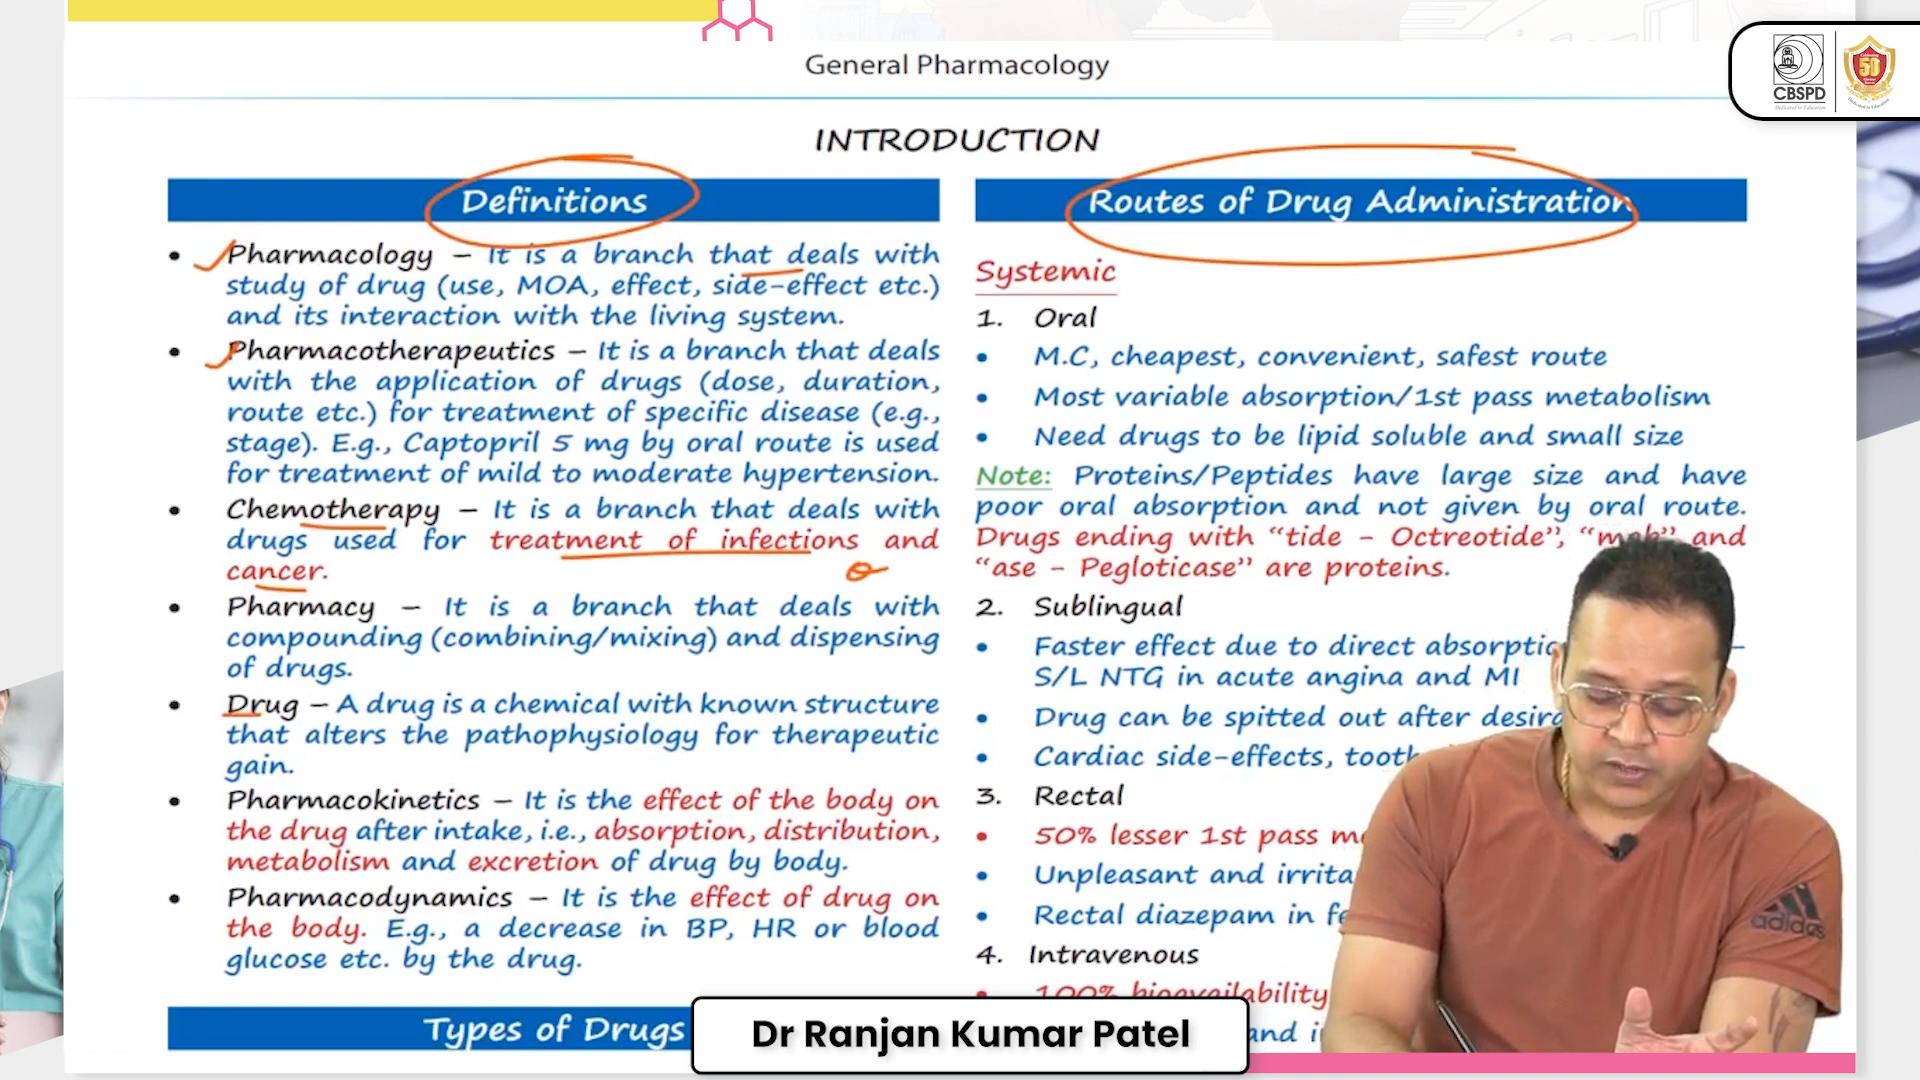 General Pharmacology
CBSPD
Dedicated to Education
50
INTRODUCTION
Definitions
• Pharmacology – It is a branch that deals with
study of drug (use, MOA, effect, side-effect etc.)
and its interaction with the living system.
• Pharmacotherapeutics – It is a branch that deals
with the application of drugs (dose, duration,
route etc.) for treatment of specific disease (e.g.,
stage). E.g., Captopril 5 mg by oral route is used
for treatment of mild to moderate hypertension.
• Chemotherapy – It is a branch that deals with
drugs used for treatment of infections and
cancer.
• Pharmacy – It is a branch that deals with
compounding (combining/mixing) and dispensing
of drugs.
• Drug – A drug is a chemical with known structure
that alters the pathophysiology for therapeutic
gain.
• Pharmacokinetics – It is the effect of the body on
the drug after intake, i.e., absorption, distribution,
metabolism and excretion of drug by body.
• Pharmacodynamics – It is the effect of drug on
the body. E.g., a decrease in BP, HR or blood
glucose etc. by the drug.
Types of Drugs
Routes of Drug Administration
Systemic
1. Oral
• M.C, cheapest, convenient, safest route
• Most variable absorption/1st pass metabolism
• Need drugs to be lipid soluble and small size
Note: Proteins/Peptides have large size and have
poor oral absorption and not given by oral route.
Drugs ending with “tide – Octreotide”, “mab” and
“ase – Pegloticase” are proteins.
2. Sublingual
• Faster effect due to direct
S/L NTG in acute angina and MI
• Drug can be spitted out after
• Cardiac side-effects,
3. Rectal
• 50% lesser 1st pass
• Unpleasant and
• Rectal diazepam in
4. Intravenous
• 100% bioavailability
and
Dr Ranjan Kumar Patel
adidas